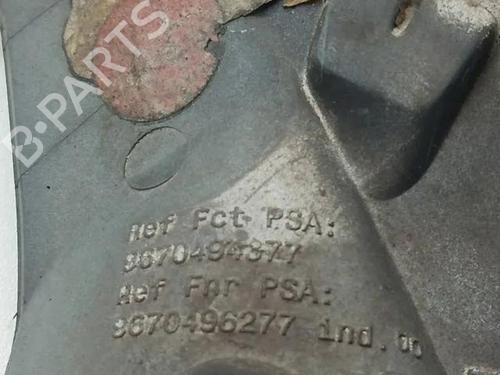 B-PARTS
Ref Fct PSA:
9670494377
Ref Fnr PSA:
9670496277 ind.00